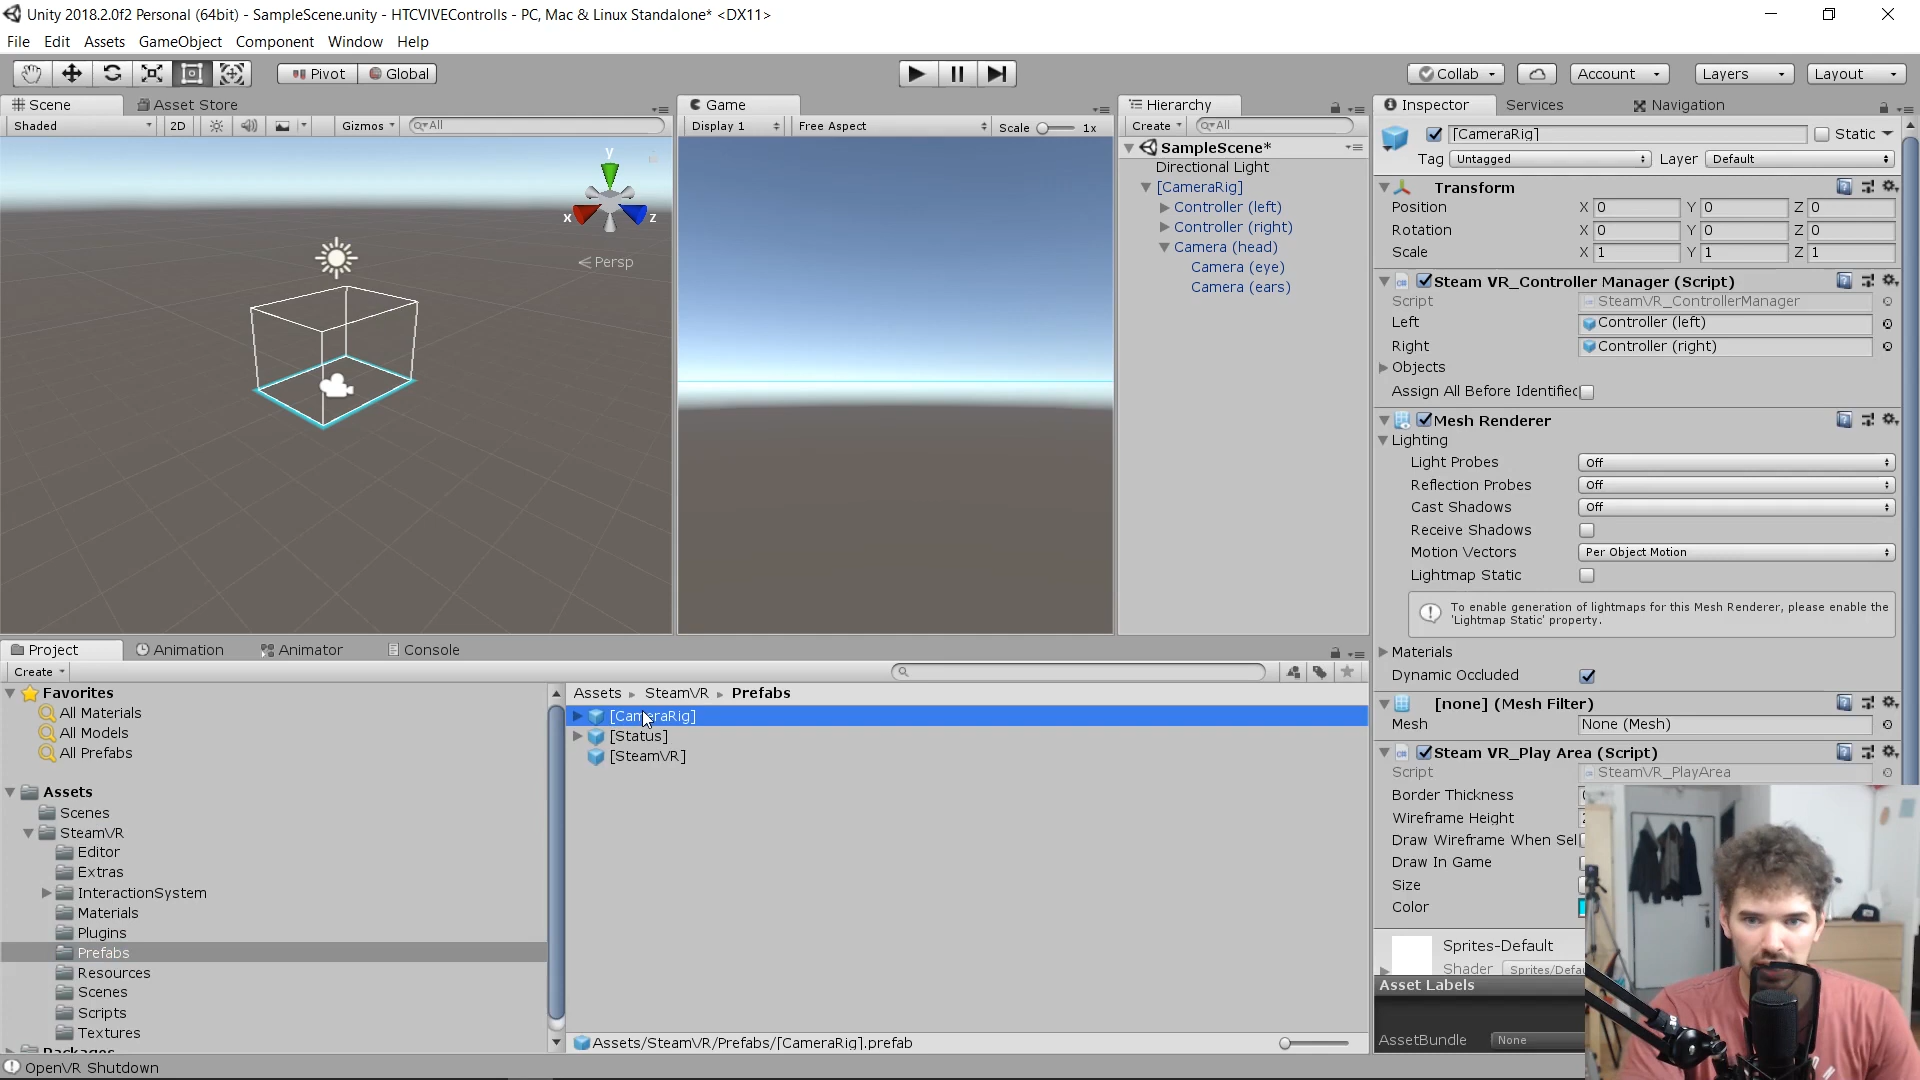 Unity 2018.2.0f2 Personal (64bit) - SampleScene.unity - HTCVIVEControlls - PC, Mac & Linux Standalone* <DX11>
File Edit Assets GameObject Component Window Help
Pivot Global Collab Account Layers Layout
Scene Asset Store
Shaded 2D Gizmos All
y
x z
Persp
Game
Display 1 Free Aspect Scale 1x
Hierarchy
Create All
SampleScene*
Directional Light
[CameraRig]
Controller (left)
Controller (right)
Camera (head)
Camera (eye)
Camera (ears)
Inspector Services Navigation
[CameraRig] Static
Tag Untagged Layer Default
Transform
Position X 0 Y 0 Z 0
Rotation X 0 Y 0 Z 0
Scale X 1 Y 1 Z 1
Steam VR_Controller Manager (Script)
Script SteamVR_ControllerManager
Left Controller (left)
Right Controller (right)
Objects
Assign All Before Identified
Mesh Renderer
Lighting
Light Probes Off
Reflection Probes Off
Cast Shadows Off
Receive Shadows
Motion Vectors Per Object Motion
Lightmap Static
To enable generation of lightmaps for this Mesh Renderer, please enable the
'Lightmap Static' property.
Materials
Dynamic Occluded
[none] (Mesh Filter)
Mesh None (Mesh)
Steam VR_Play Area (Script)
Script SteamVR_PlayArea
Border Thickness
Wireframe Height
Draw Wireframe When Sel
Draw In Game
Size
Color
Sprites-Default
Shader Sprites/Defau
Asset Labels
AssetBundle None
Project Animation Animator Console
Create
Favorites
All Materials
All Models
All Prefabs
Assets
Scenes
SteamVR
Editor
Extras
InteractionSystem
Materials
Plugins
Prefabs
Resources
Scenes
Scripts
Textures
Packages
Assets SteamVR Prefabs
[CameraRig]
[Status]
[SteamVR]
Assets/SteamVR/Prefabs/[CameraRig].prefab
OpenVR Shutdown